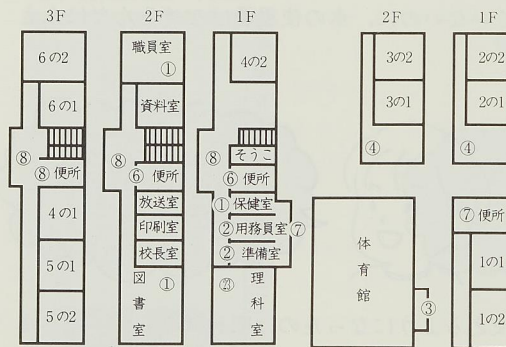 3F
6の2
6の1
⑧
⑧ 便所
4の1
5の1
5の2
2F
職員室
①
資料室
⑧
⑥ 便所
放送室
印刷室
校長室
図書室
①
1F
4の2
⑧
そうこ
⑥ 便所
① 保健室
② 用務員室 ⑦
② 準備室
理科室
2F
3の2
3の1
④
体育館
③
1F
2の2
2の1
④
⑦ 便所
1の1
1の2